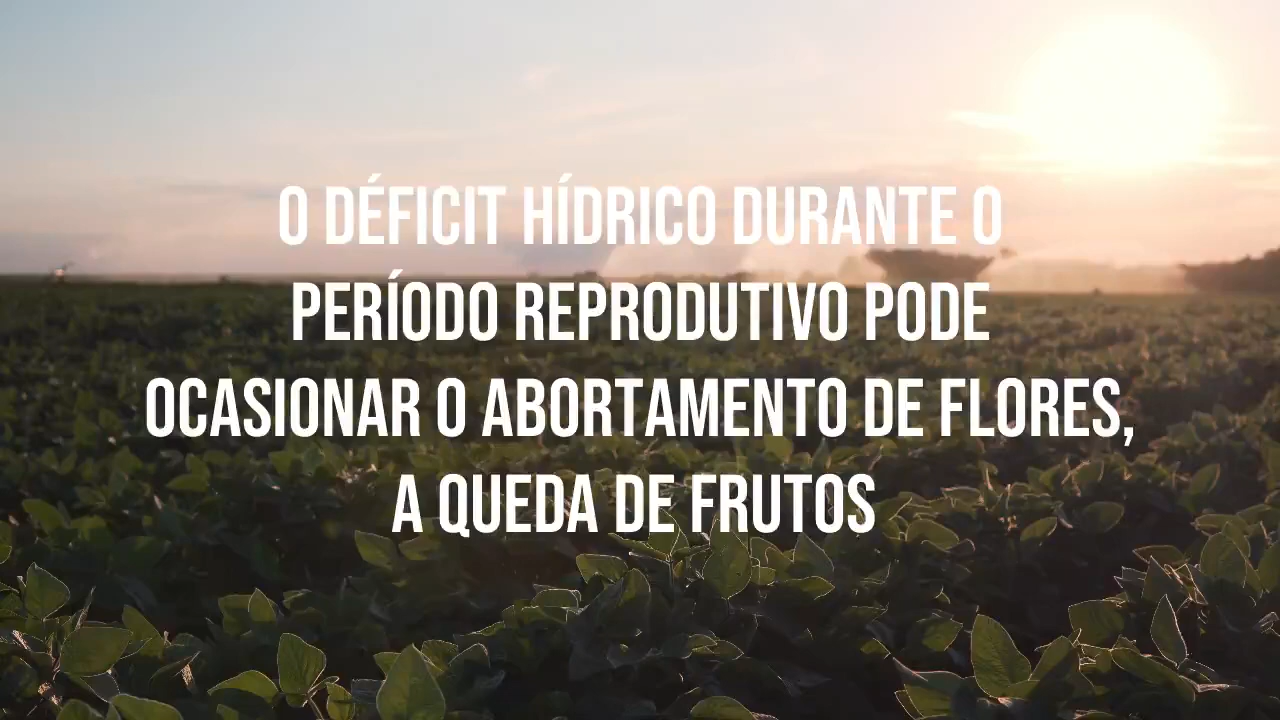 O DÉFICIT HÍDRICO DURANTE O
PERÍODO REPRODUTIVO PODE
OCASIONAR O ABORTAMENTO DE FLORES,
A QUEDA DE FRUTOS